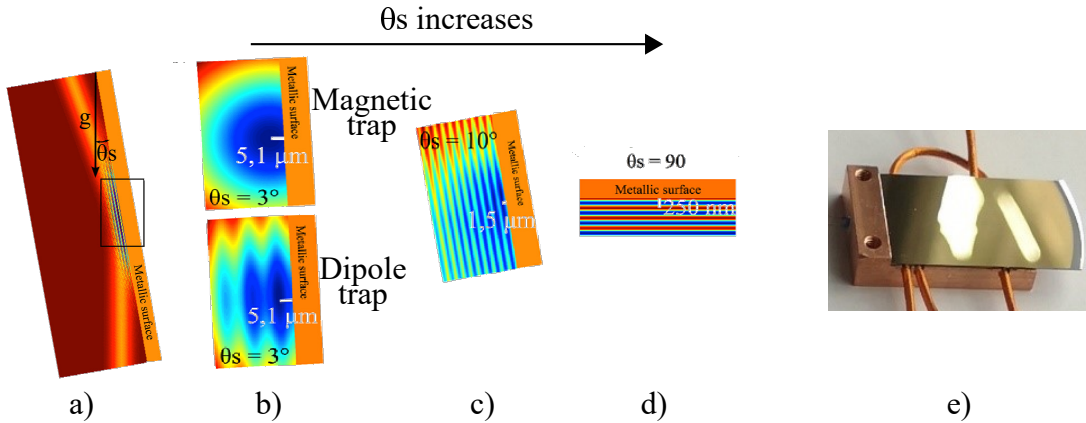 θs increases
g
θs
Metallic surface
Metallic surface
5,1 μm
θs = 3°
Magnetic
trap
Metallic surface
5,1 μm
θs = 3°
Dipole
trap
θs = 10°
Metallic surface
1,5 μm
θs = 90
Metallic surface
250 nm
a)
b)
c)
d)
e)